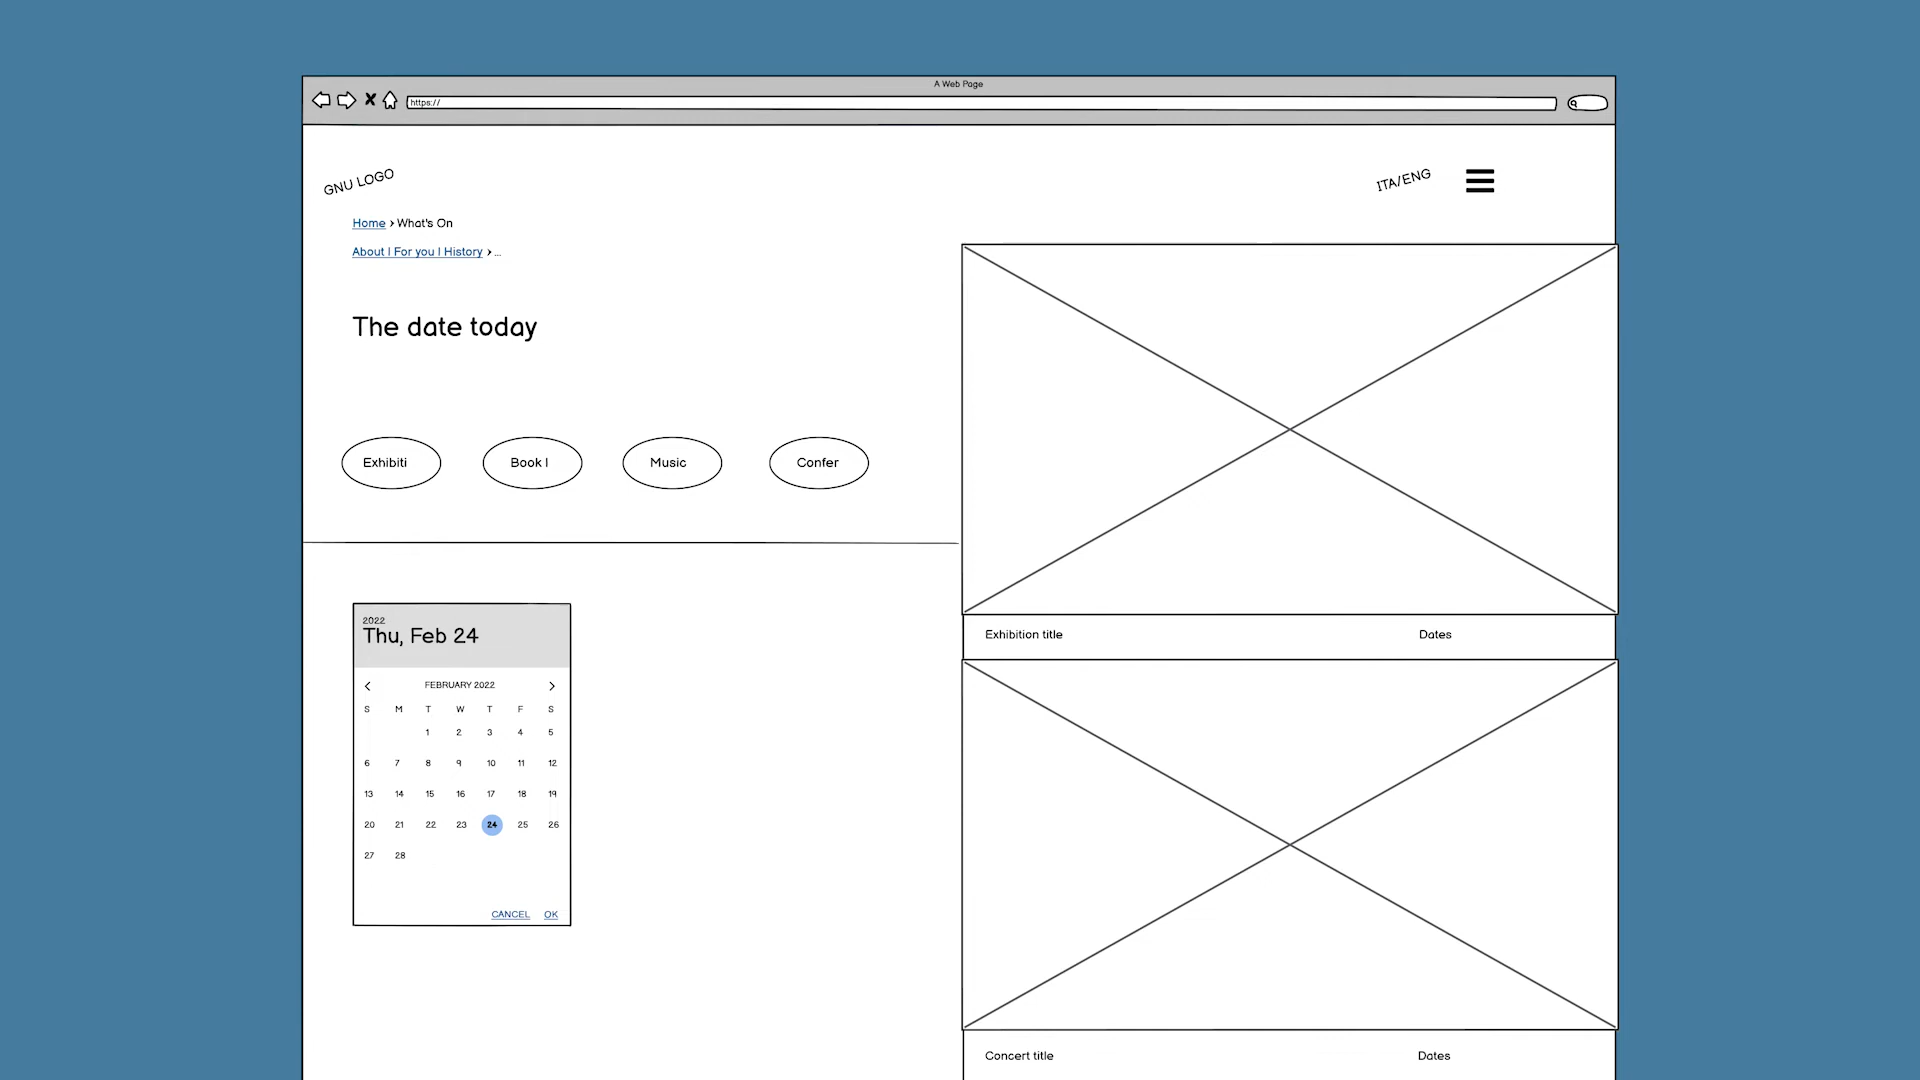 A Web Page
https://
GNU LOGO
ITA/ENG
Home › What's On
About | For you | History › ...
The date today
Exhibiti
Book l
Music
Confer
2022
Thu, Feb 24
FEBRUARY 2022
S M T W T F S
1 2 3 4 5
6 7 8 9 10 11 12
13 14 15 16 17 18 19
20 21 22 23 24 25 26
27 28
CANCEL OK
Exhibition title Dates
Concert title Dates